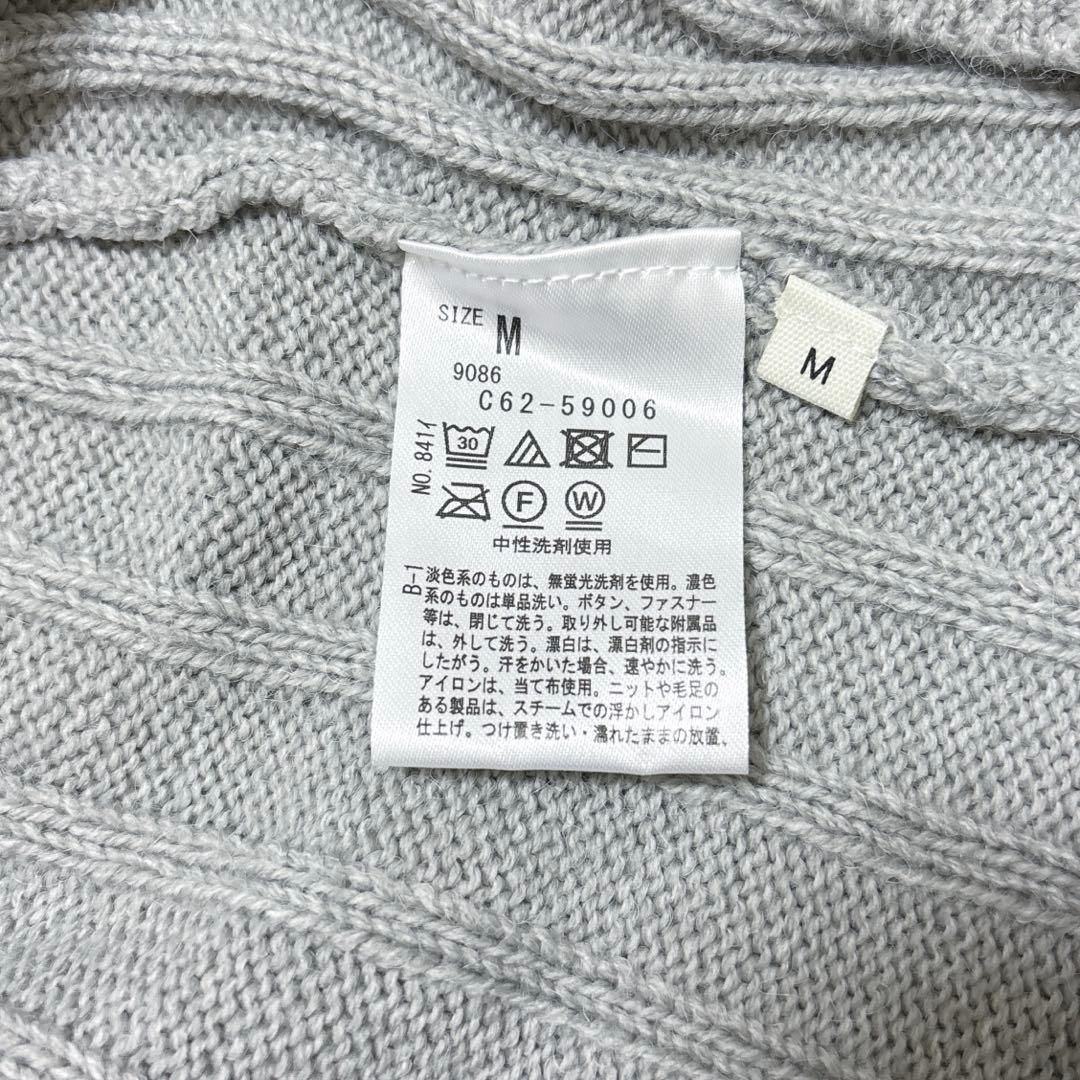 SIZE M
9086
C62-59006
NO.841イ
30
F W
中性洗剤使用
B-1
淡色系のものは、無蛍光洗剤を使用。濃色
系のものは単品洗い。ボタン、ファスナー
等は、閉じて洗う。取り外し可能な附属品
は、外して洗う。漂白は、漂白剤の指示に
したがう。汗をかいた場合、速やかに洗う。
アイロンは、当て布使用。ニットや毛足の
ある製品は、スチームでの浮かしアイロン
仕上げ。つけ置き洗い・濡れたままの放置、
M